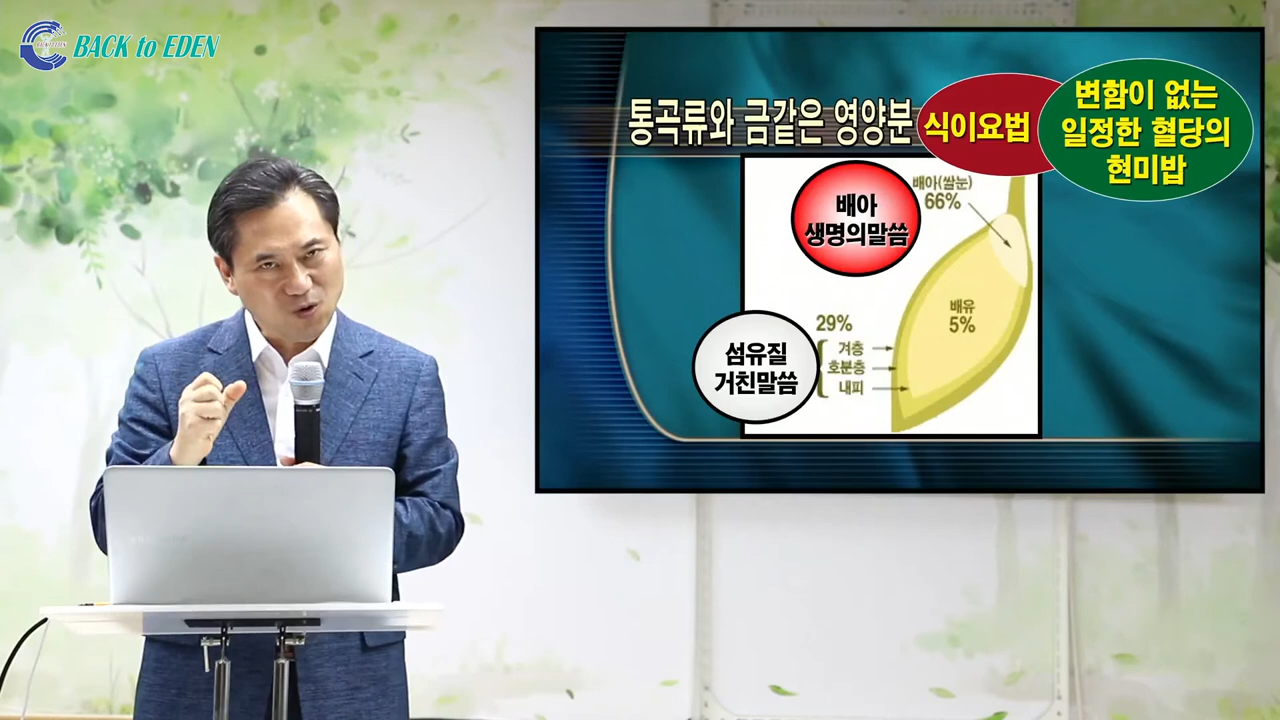 BACK to EDEN
통곡류와 금같은 영양분
식이요법
변함이 없는
일정한 혈당의
현미밥
배아
생명의말씀
배아(쌀눈)
66%
배유
5%
29%
겨층
호분층
내피
섬유질
거친말씀